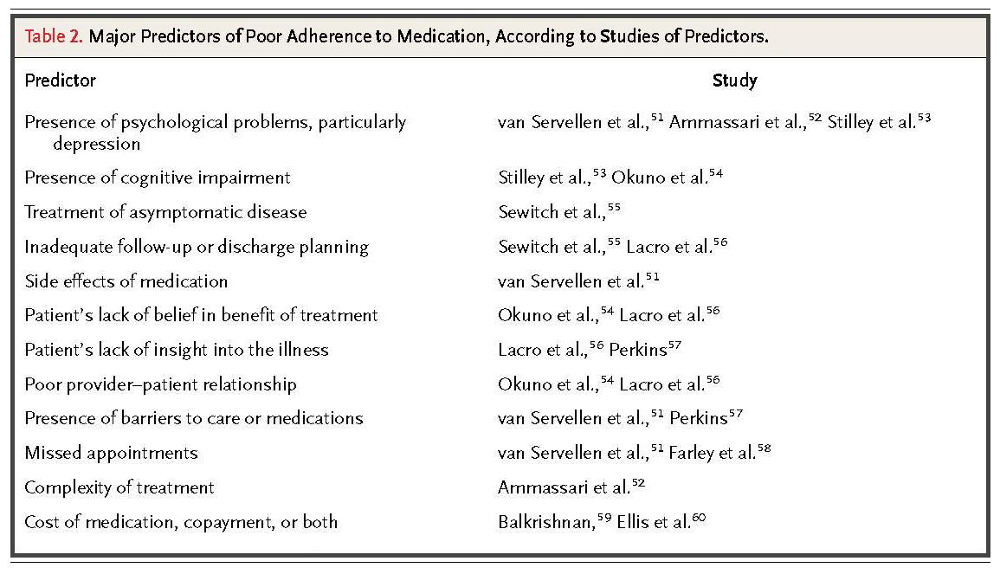 Table 2. Major Predictors of Poor Adherence to Medication, According to Studies of Predictors.
Predictor Study
Presence of psychological problems, particularly van Servellen et al.,51 Ammassari et al.,52 Stilley et al.53
depression
Presence of cognitive impairment Stilley et al.,53 Okuno et al.54
Treatment of asymptomatic disease Sewitch et al.,55
Inadequate follow-up or discharge planning Sewitch et al.,55 Lacro et al.56
Side effects of medication van Servellen et al.51
Patient’s lack of belief in benefit of treatment Okuno et al.,54 Lacro et al.56
Patient’s lack of insight into the illness Lacro et al.,56 Perkins57
Poor provider–patient relationship Okuno et al.,54 Lacro et al.56
Presence of barriers to care or medications van Servellen et al.,51 Perkins57
Missed appointments van Servellen et al.,51 Farley et al.58
Complexity of treatment Ammassari et al.52
Cost of medication, copayment, or both Balkrishnan,59 Ellis et al.60